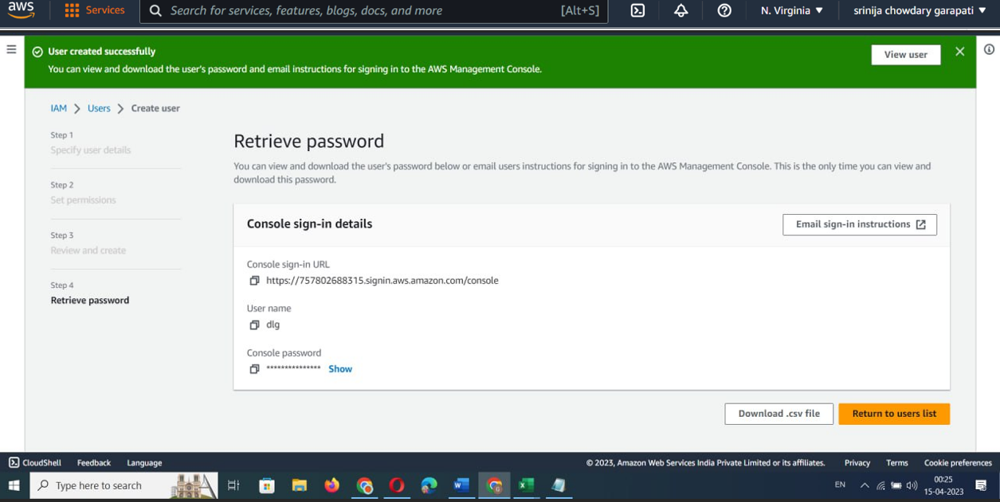 aws
Services
Search for services, features, blogs, docs, and more
[Alt+S]
N. Virginia
srinija chowdary garapati
User created successfully
You can view and download the user's password and email instructions for signing in to the AWS Management Console.
View user
IAM
Users
Create user
Step 1
Specify user details
Step 2
Set permissions
Step 3
Review and create
Step 4
Retrieve password
Retrieve password
You can view and download the user's password below or email users instructions for signing in to the AWS Management Console. This is the only time you can view and
download this password.
Console sign-in details
Email sign-in instructions
Console sign-in URL
https://757802688315.signin.aws.amazon.com/console
User name
dlg
Console password
*************** Show
Download .csv file
Return to users list
CloudShell
Feedback
Language
© 2023, Amazon Web Services India Private Limited or its affiliates.
Privacy
Terms
Cookie preferences
Type here to search
EN
00:25
15-04-2023